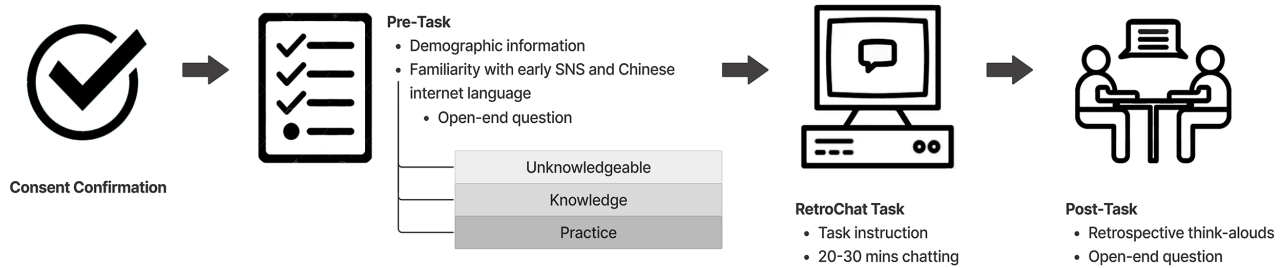 Consent Confirmation
Pre-Task
• Demographic information
• Familiarity with early SNS and Chinese
internet language
• Open-end question
Unknowledgeable
Knowledge
Practice
RetroChat Task
• Task instruction
• 20-30 mins chatting
Post-Task
• Retrospective think-alouds
• Open-end question